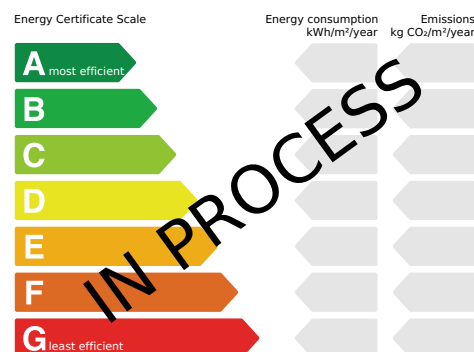 Energy Certificate Scale
Energy consumption
kWh/m²/year
Emissions
kg CO₂/m²/year
A most efficient
B
C
D
E
F
G least efficient
IN PROCESS